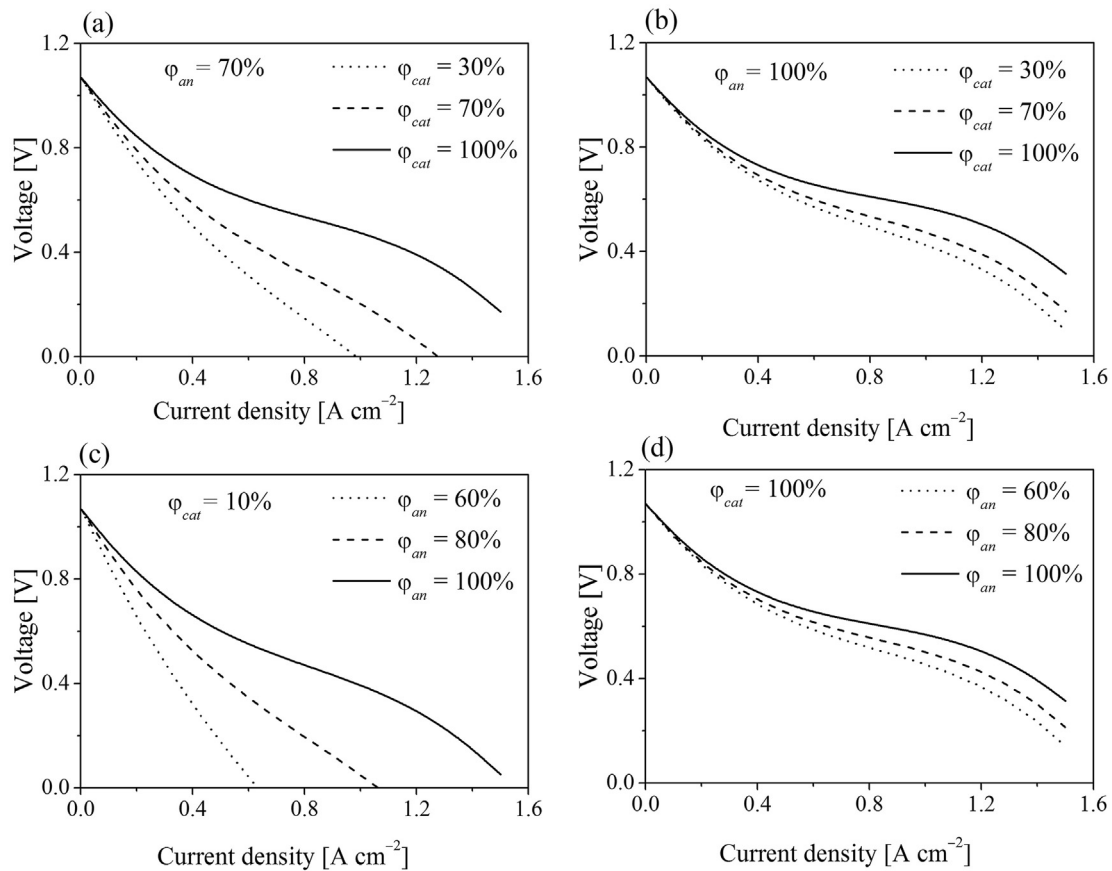 (a)
φan = 70%
φcat = 30%
φcat = 70%
φcat = 100%
Voltage [V]
1.2
0.8
0.4
0.0
0.0 0.4 0.8 1.2 1.6
Current density [A cm−2]
(b)
φan = 100%
φcat = 30%
φcat = 70%
φcat = 100%
Voltage [V]
1.2
0.8
0.4
0.0
0.0 0.4 0.8 1.2 1.6
Current density [A cm−2]
(c)
φcat = 10%
φan = 60%
φan = 80%
φan = 100%
Voltage [V]
1.2
0.8
0.4
0.0
0.0 0.4 0.8 1.2 1.6
Current density [A cm−2]
(d)
φcat = 100%
φan = 60%
φan = 80%
φan = 100%
Voltage [V]
1.2
0.8
0.4
0.0
0.0 0.4 0.8 1.2 1.6
Current density [A cm−2]